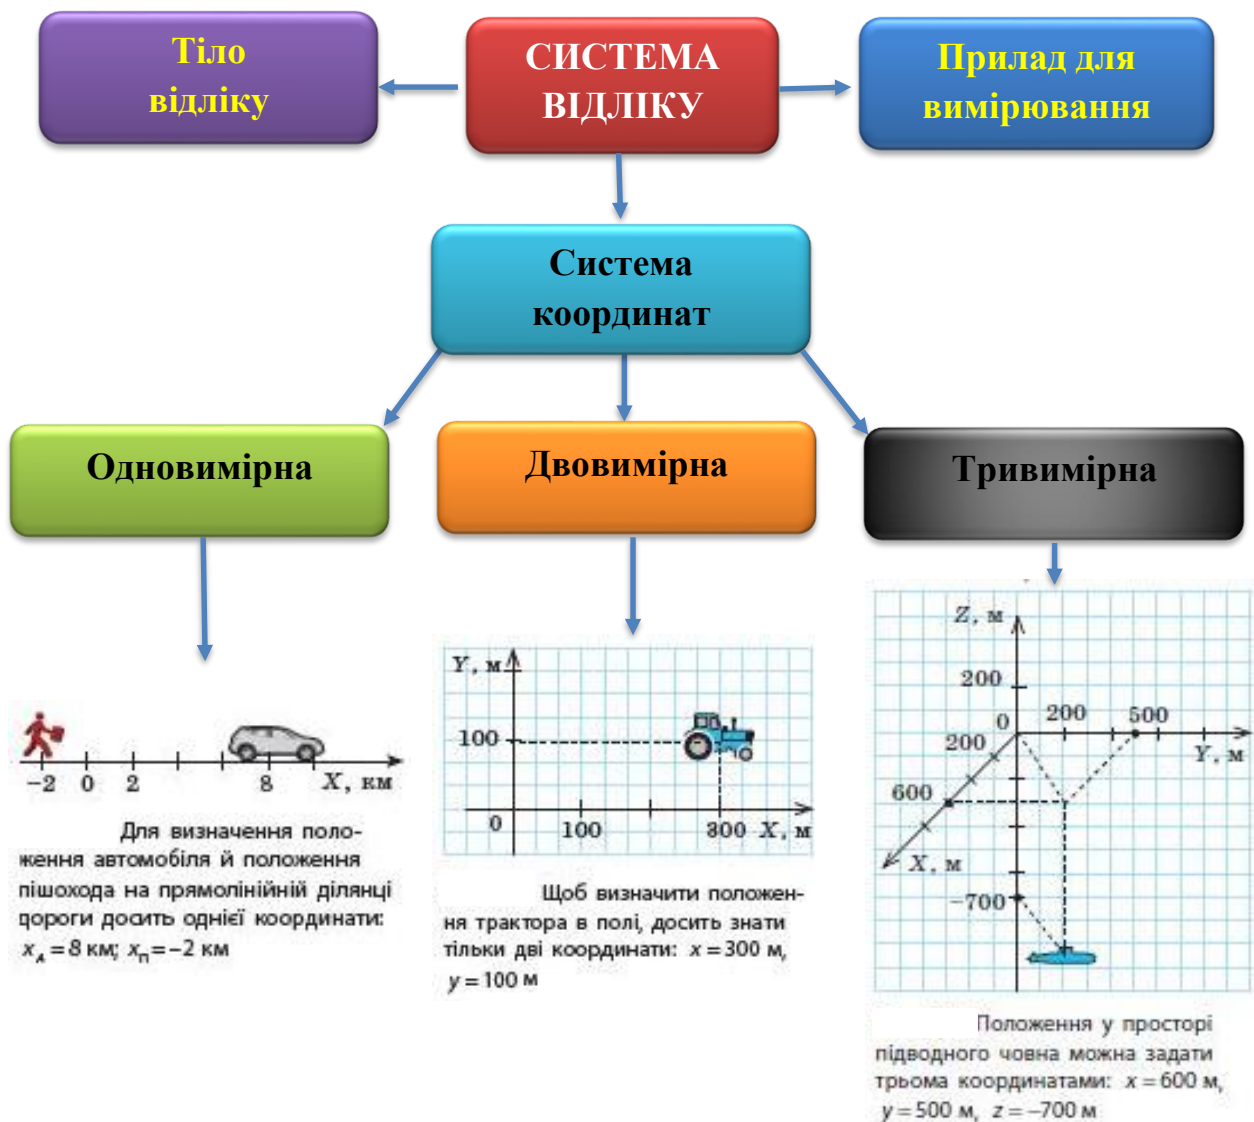 Тіло
відліку
СИСТЕМА
ВІДЛІКУ
Прилад для
вимірювання
Система
координат
Одновимірна
Двовимірна
Тривимірна
−2 0 2 8 X, км
Для визначення поло-
ження автомобіля й положення
пішохода на прямолінійній ділянці
дороги досить однієї координати:
xА = 8 км; xП = −2 км
Y, м
100
0 100 300 X, м
Щоб визначити положен-
ня трактора в полі, досить знати
тільки дві координати: x = 300 м,
y = 100 м
Z, м
200
0 200 500
200 Y, м
600
X, м
−700
Положення у просторі
підводного човна можна задати
трьома координатами: x = 600 м,
y = 500 м, z = −700 м